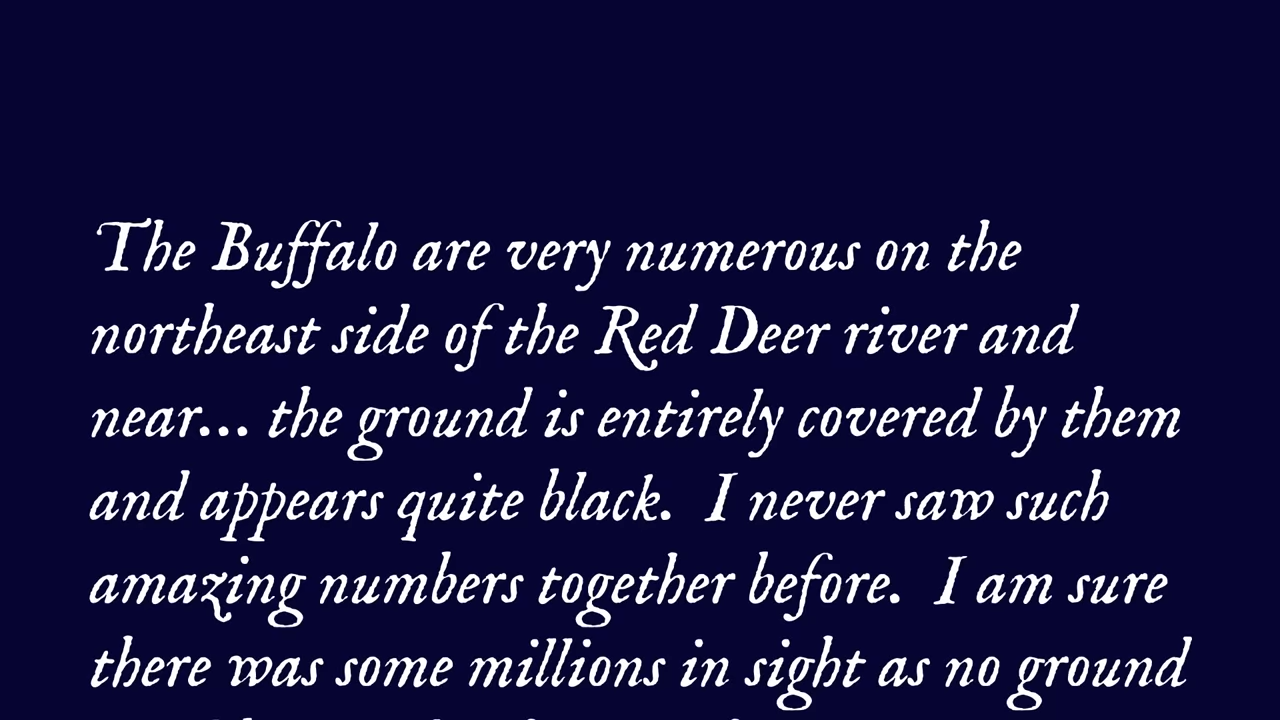 The Buffalo are very numerous on the
northeast side of the Red Deer river and
near... the ground is entirely covered by them
and appears quite black.  I never saw such
amazing numbers together before.  I am sure
there was some millions in sight as no ground